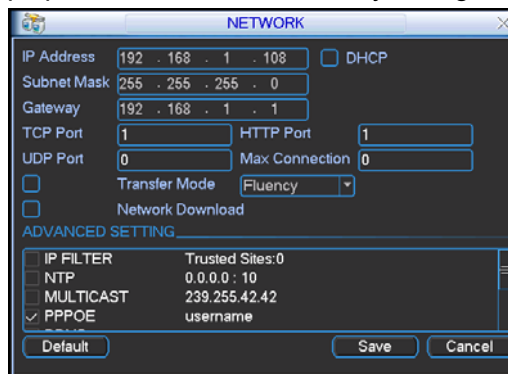 NETWORK
IP Address 192 . 168 . 1 . 108 DHCP
Subnet Mask 255 . 255 . 255 . 0
Gateway 192 . 168 . 1 . 1
TCP Port 1 HTTP Port 1
UDP Port 0 Max Connection 0
Transfer Mode Fluency
Network Download
ADVANCED SETTING
IP FILTER Trusted Sites:0
NTP 0.0.0.0 : 10
MULTICAST 239.255.42.42
PPPOE username
Default Save Cancel